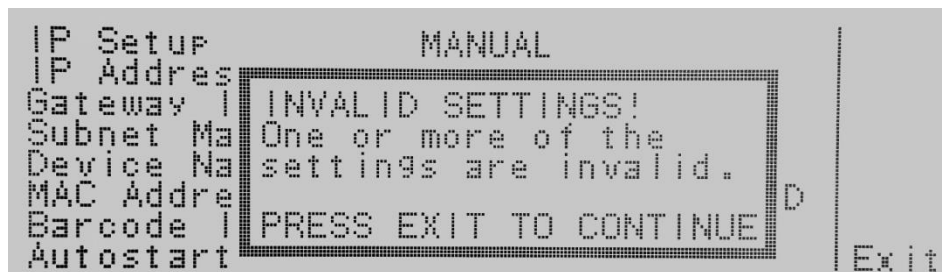 IP Setup MANUAL
IP Addres
Gateway I
INVALID SETTINGS!
Subnet Ma
One or more of the
Device Na
settings are invalid.
MAC Addre
D
Barcode I
PRESS EXIT TO CONTINUE
Autostart
Exit